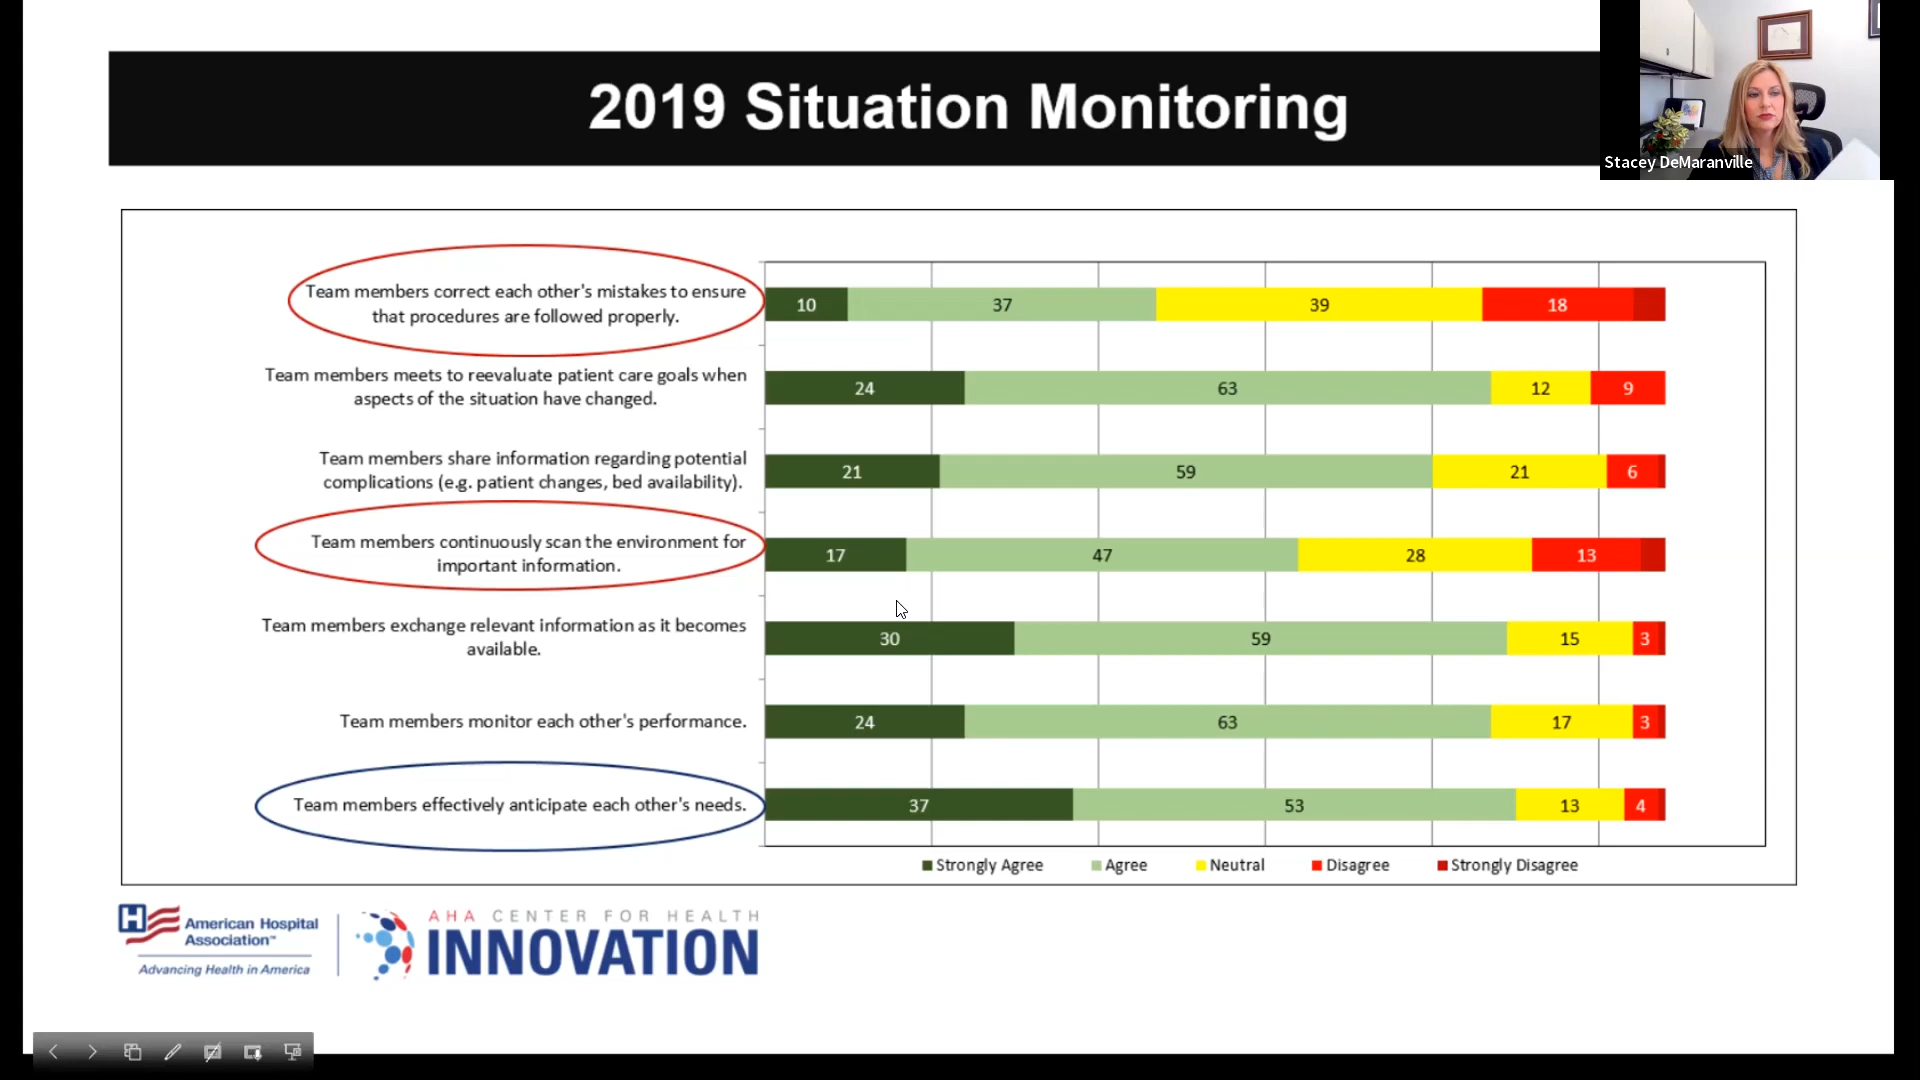 2019 Situation Monitoring
Stacey DeMaranville
Team members correct each other's mistakes to ensure
that procedures are followed properly.
10 37 39 18
Team members meets to reevaluate patient care goals when
aspects of the situation have changed.
24 63 12 9
Team members share information regarding potential
complications (e.g. patient changes, bed availability).
21 59 21 6
Team members continuously scan the environment for
important information.
17 47 28 13
Team members exchange relevant information as it becomes
available.
30 59 15 3
Team members monitor each other's performance.
24 63 17 3
Team members effectively anticipate each other's needs.
37 53 13 4
Strongly Agree Agree Neutral Disagree Strongly Disagree
H
American Hospital
Association™
Advancing Health in America
AHA CENTER FOR HEALTH
INNOVATION